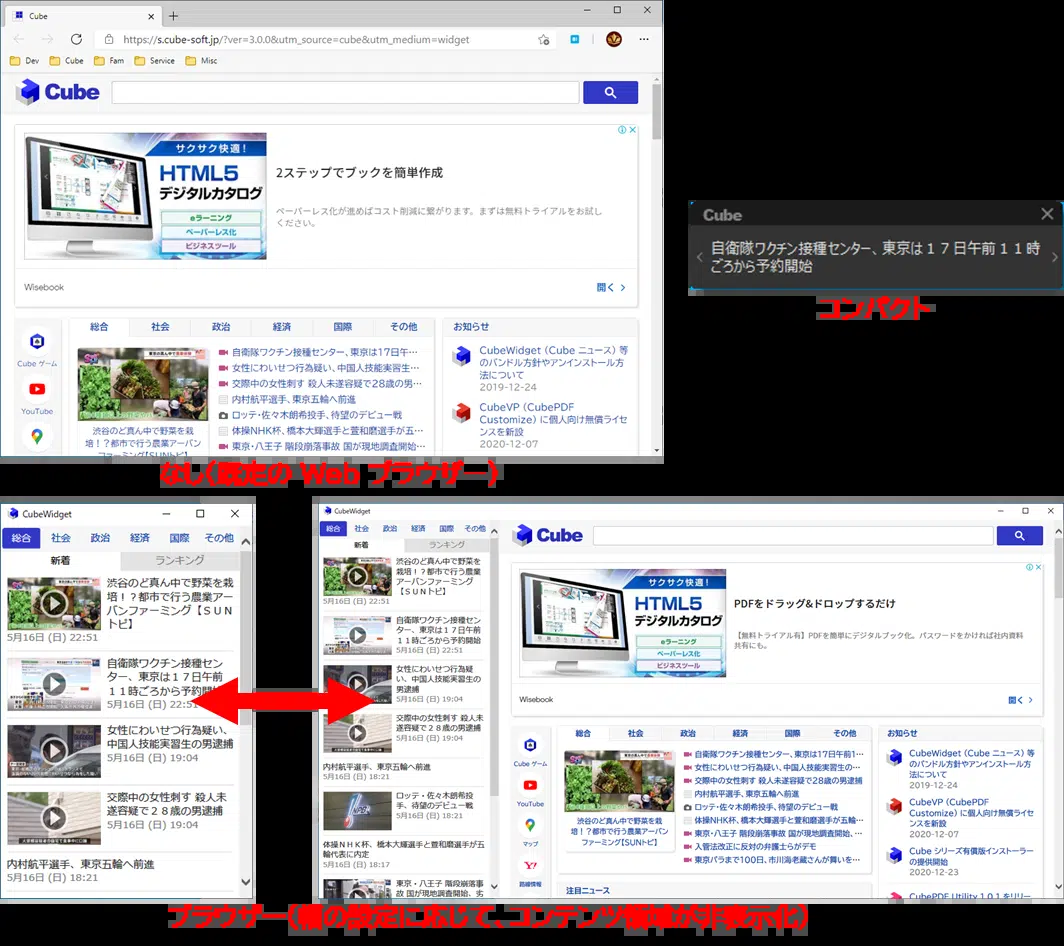 Cube
https://s.cube-soft.jp/?ver=3.0.0&utm_source=cube&utm_medium=widget
Dev Cube Fam Service Misc
Cube
サクサク快適！
HTML5
デジタルカタログ
eラーニング
ペーパーレス化
ビジネスツール
2ステップでブックを簡単作成
ペーパーレス化が進めばコスト削減に繋がります。まずは無料トライアルをお試し
ください。
Wisebook
開く
総合 社会 政治 経済 国際 その他
お知らせ
Cube ゲーム
YouTube
渋谷のど真ん中で野菜を栽
培！？都市で行う農業アーバン
ファーミング【SUNトピ】
自衛隊ワクチン接種センター、東京は17日午…
女性にわいせつ行為疑い、中国人技能実習生…
交際中の女性刺す 殺人未遂容疑で28歳の男…
内村航平選手、東京五輪へ前進
ロッテ・佐々木朗希投手、待望のデビュー戦
体操NHK杯、橋本大輝選手と萱和磨選手が五…
東京・八王子 階段崩落事故 国が現地調査開始…
CubeWidget（Cube ニュース）等
のバンドル方針やアンインストール方
法について
2019-12-24
CubeVP（CubePDF
Customize）に個人向け無償ライセ
ンスを新設
2020-12-07
なし（既定の Web ブラウザー）
Cube
自衛隊ワクチン接種センター、東京は１７日午前１１時
ごろから予約開始
コンパクト
CubeWidget
総合 社会 政治 経済 国際 その他
新着 ランキング
渋谷のど真ん中で野菜を栽
培！？都市で行う農業アー
バンファーミング【ＳＵＮ
トピ】
5月16日 (日) 22:51
自衛隊ワクチン接種セン
ター、東京は１７日午前
１１時ごろから予約開始
5月16日 (日) 22:51
女性にわいせつ行為疑い、
中国人技能実習生の男逮捕
5月16日 (日) 19:04
交際中の女性刺す 殺人未
遂容疑で２８歳の男逮捕
5月16日 (日) 19:04
内村航平選手、東京五輪へ前進
5月16日 (日) 18:21
CubeWidget
総合 社会 政治 経済 国際 その他
新着 ランキング
渋谷のど真ん中で野菜を
栽培！？都市で行う農業
アーバンファーミング
【ＳＵＮトピ】
5月16日 (日) 22:51
自衛隊ワクチン接種セン
ター、東京は１７日午前
１１時ごろから予約開始
5月16日 (日) 22:51
女性にわいせつ行為疑
い、中国人技能実習生の
男逮捕
5月16日 (日) 19:04
交際中の女性刺す 殺人未
遂容疑で２８歳の男逮捕
5月16日 (日) 19:04
内村航平選手、東京五輪へ前進
5月16日 (日) 18:21
ロッテ・佐々木朗希投
手、待望のデビュー戦
5月16日 (日) 18:21
体操ＮＨＫ杯、橋本大輝選手と萱和磨選手が五
輪代表に内定
5月16日 (日) 18:17
東京・八王子 階段崩落事
故 国が現地調査開始、劣
Cube
サクサク快適！
HTML5
デジタルカタログ
eラーニング
ペーパーレス化
ビジネスツール
PDFをドラッグ&ドロップするだけ
【無料トライアル有】PDFを簡単にデジタルブック化。パスワードをかければ社内資料
共有にも。
Wisebook
開く
総合 社会 政治 経済 国際 その他
お知らせ
Cube ゲーム
YouTube
マップ
路線情報
渋谷のど真ん中で野菜を栽
培！？都市で行う農業アーバン
ファーミング【SUNトピ】
自衛隊ワクチン接種センター、東京は17日午前1…
女性にわいせつ行為疑い、中国人技能実習生の…
交際中の女性刺す 殺人未遂容疑で28歳の男逮捕
内村航平選手、東京五輪へ前進
ロッテ・佐々木朗希投手、待望のデビュー戦
体操NHK杯、橋本大輝選手と萱和磨選手が五輪…
東京・八王子 階段崩落事故 国が現地調査開始、…
入管法改正に反対の弁護士らがデモ
東京パラまで100日、市川海老蔵さんが舞いを…
注目ニュース
CubeWidget（Cube ニュース）等
のバンドル方針やアンインストール方
法について
2019-12-24
CubeVP（CubePDF
Customize）に個人向け無償ライセ
ンスを新設
2020-12-07
Cube シリーズ有償版インストーラー
の提供開始
2020-12-23
CubePDF Utility 1.0.1 をリリー
ブラウザー（横の設定に応じて、コンテンツ領域が非表示化）